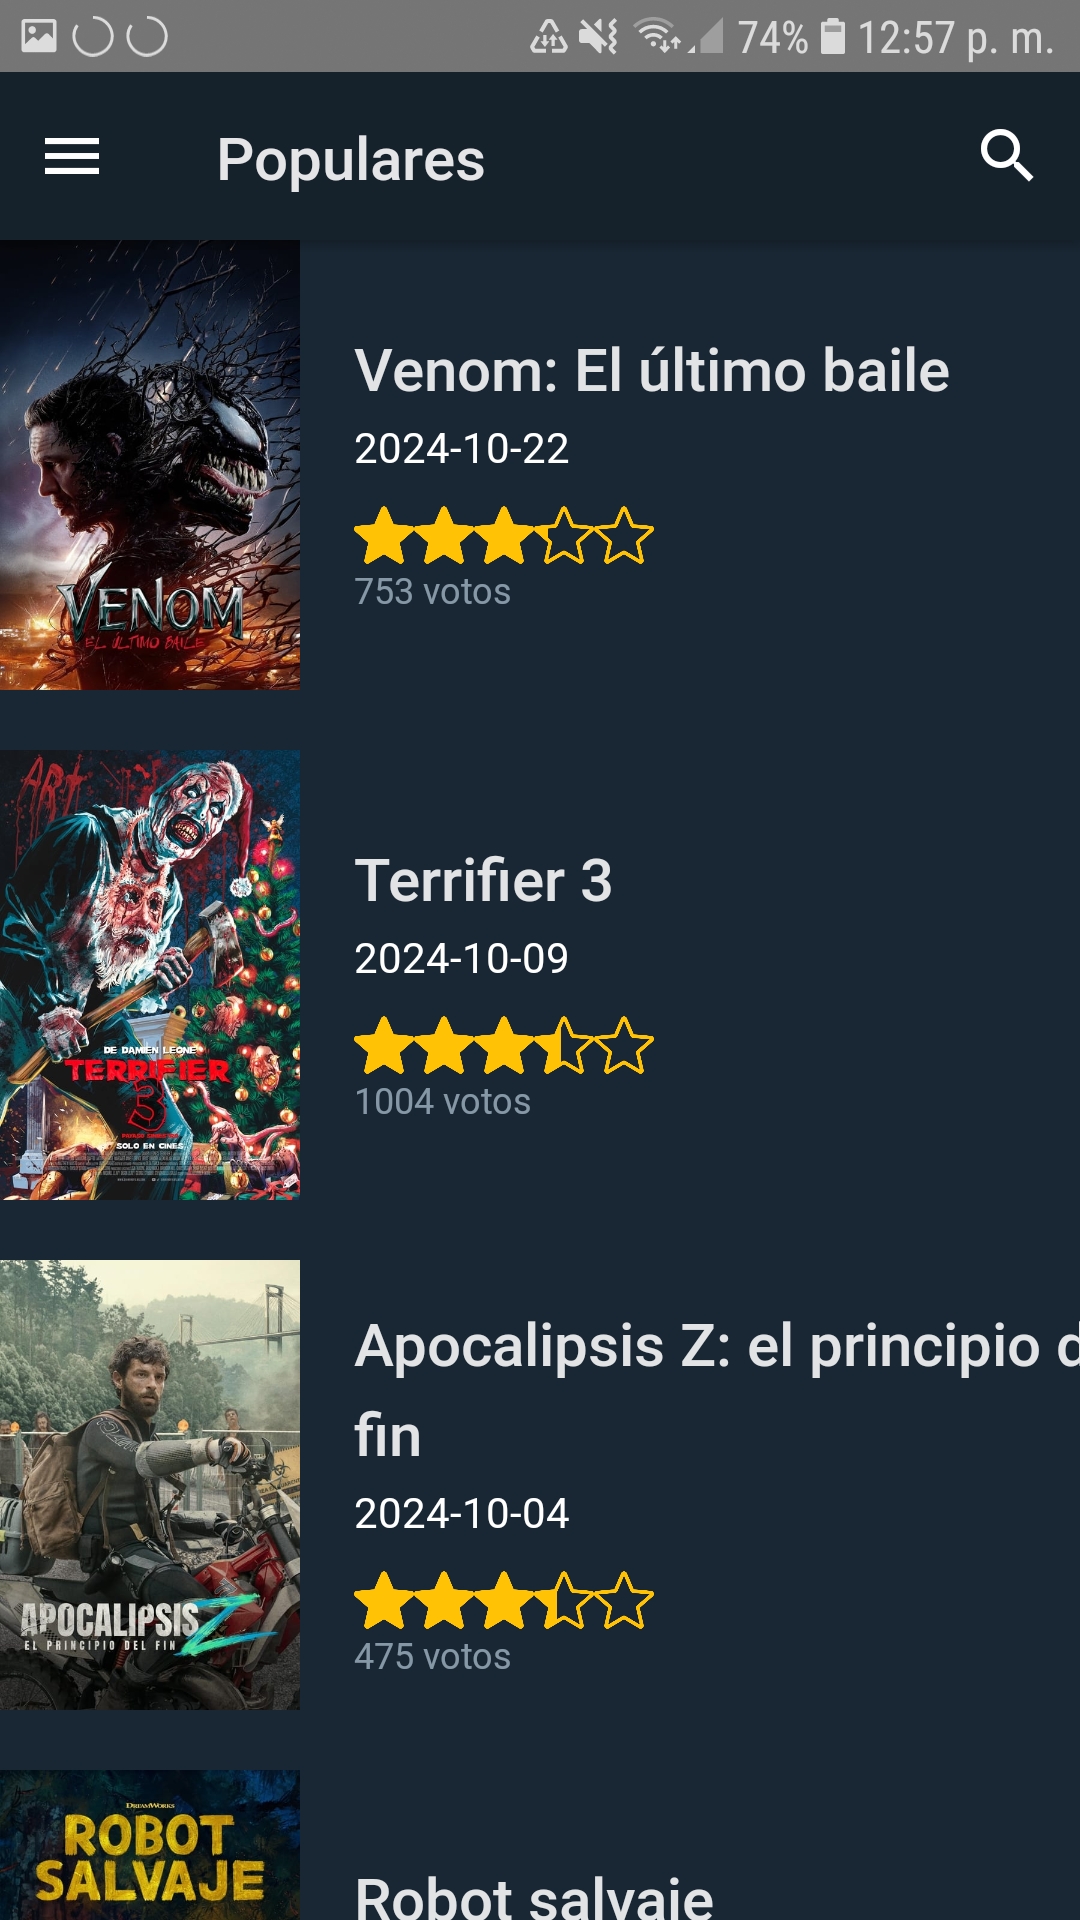 74% 12:57 p. m.
Populares
VENOM
EL ÚLTIMO BAILE
Venom: El último baile
2024-10-22
753 votos
ART
DE DAMIEN LEONE
TERRIFIER
3
SOLO EN CINES
Terrifier 3
2024-10-09
1004 votos
APOCALIPSIS Z
EL PRINCIPIO DEL FIN
Apocalipsis Z: el principio d
fin
2024-10-04
475 votos
DREAMWORKS
ROBOT
SALVAJE
Robot salvaje